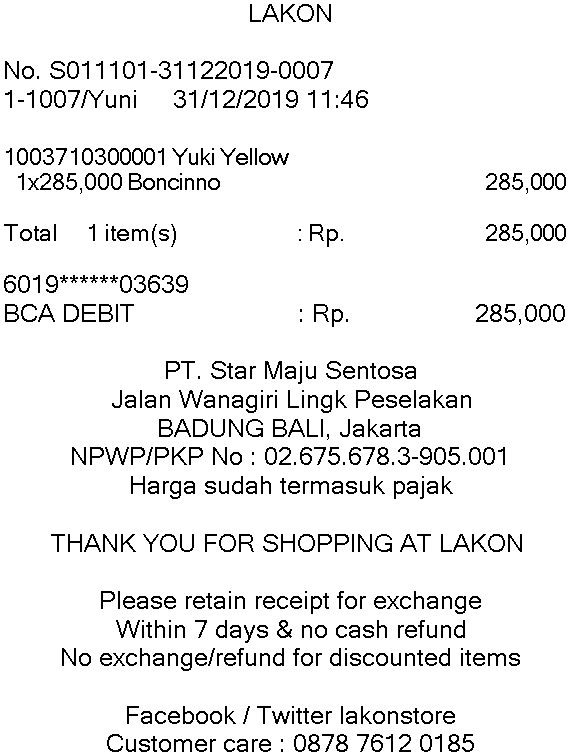 LAKON
No. S011101-31122019-0007
1-1007/Yuni 31/12/2019 11:46
1003710300001 Yuki Yellow
1x285,000 Boncinno 285,000
Total 1 item(s) : Rp. 285,000
6019******03639
BCA DEBIT : Rp. 285,000
PT. Star Maju Sentosa
Jalan Wanagiri Lingk Peselakan
BADUNG BALI, Jakarta
NPWP/PKP No : 02.675.678.3-905.001
Harga sudah termasuk pajak
THANK YOU FOR SHOPPING AT LAKON
Please retain receipt for exchange
Within 7 days & no cash refund
No exchange/refund for discounted items
Facebook / Twitter lakonstore
Customer care : 0878 7612 0185